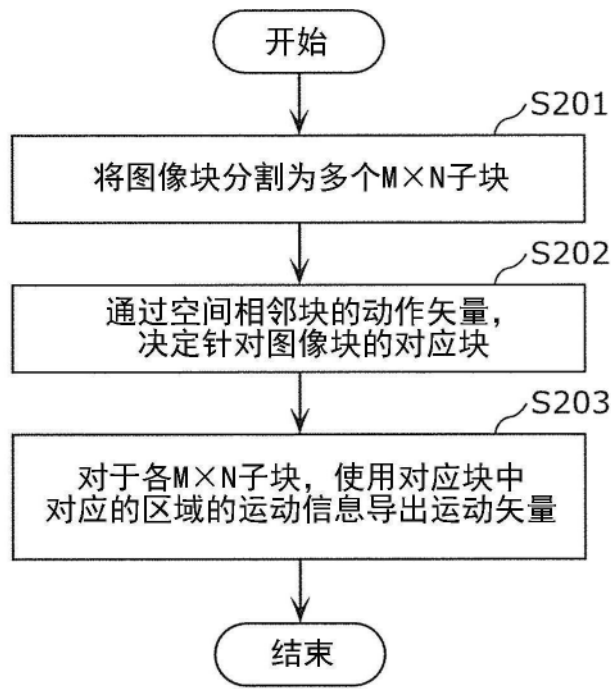 开始
S201
将图像块分割为多个M×N子块
S202
通过空间相邻块的动作矢量，
决定针对图像块的对应块
S203
对于各M×N子块，使用对应块中
对应的区域的运动信息导出运动矢量
结束